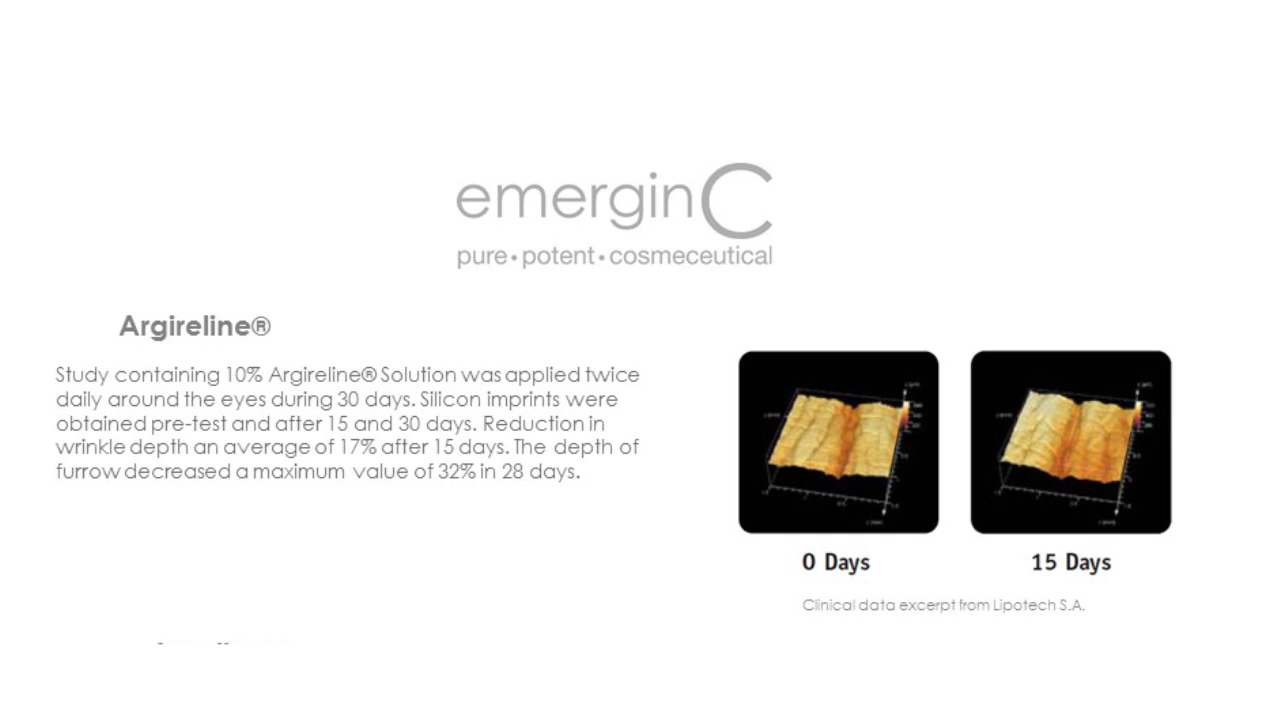 emerginC
pure • potent • cosmeceutical
Argireline®
Study containing 10% Argireline® Solution was applied twice
daily around the eyes during 30 days. Silicon imprints were
obtained pre-test and after 15 and 30 days. Reduction in
wrinkle depth an average of 17% after 15 days. The depth of
furrow decreased a maximum value of 32% in 28 days.
0 Days
15 Days
Clinical data excerpt from Lipotech S.A.